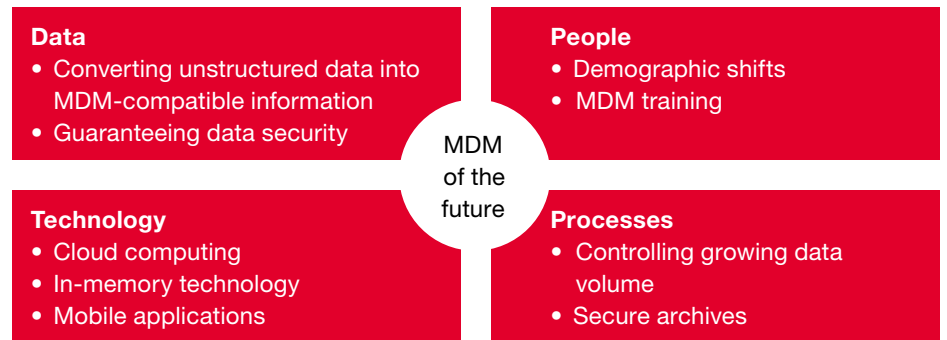 Data
• Converting unstructured data into
MDM-compatible information
• Guaranteeing data security
People
• Demographic shifts
• MDM training
MDM
of the
future
Technology
• Cloud computing
• In-memory technology
• Mobile applications
Processes
• Controlling growing data
volume
• Secure archives